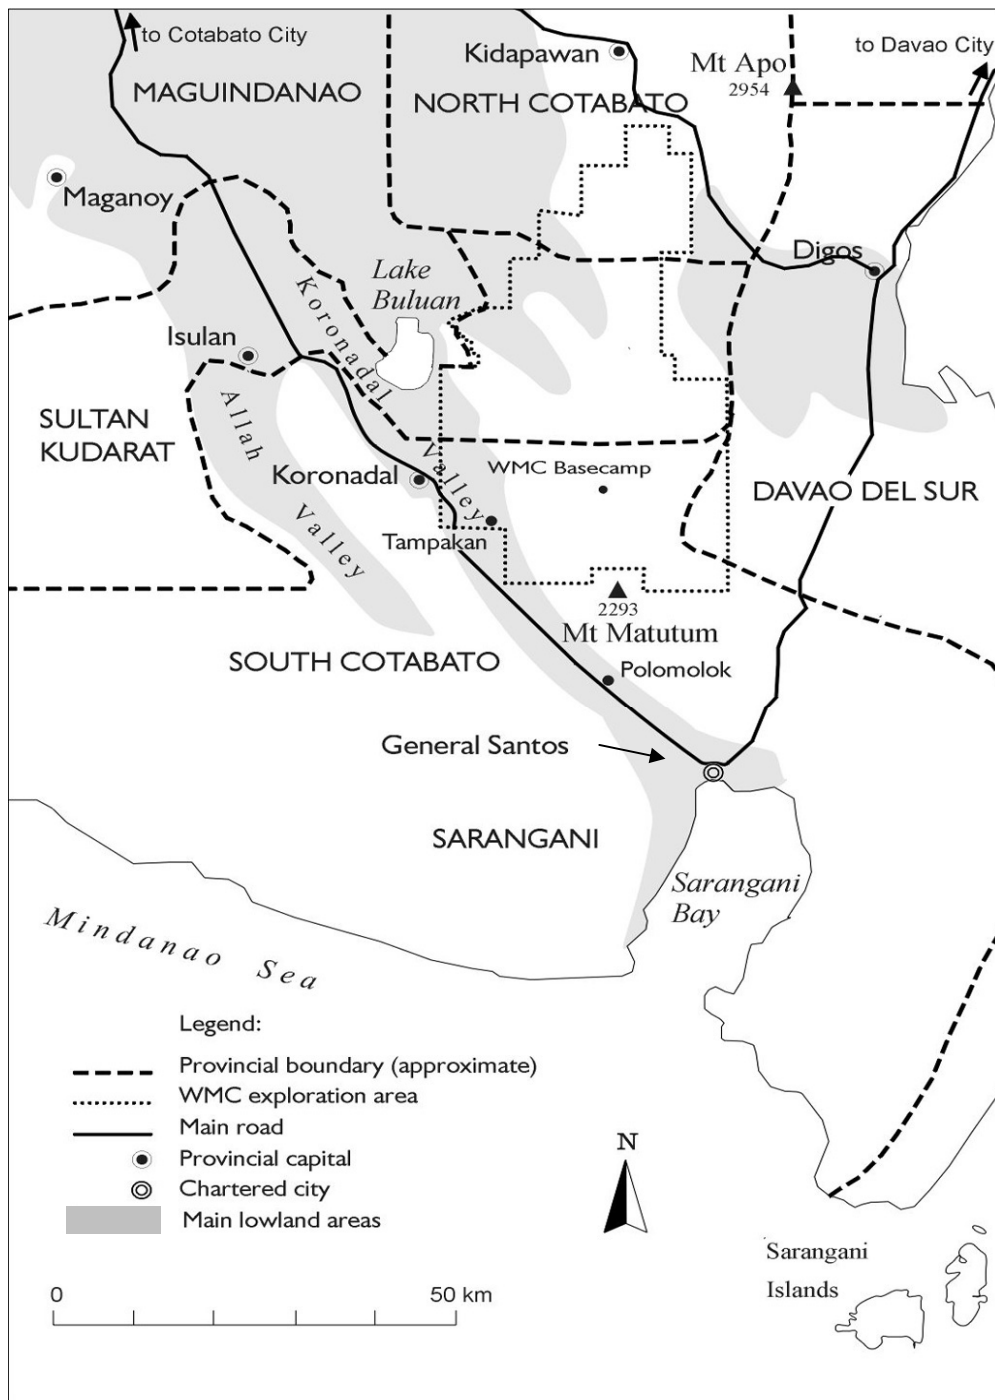 to Cotabato City
Kidapawan
to Davao City
Mt Apo
2954
MAGUINDANAO
NORTH COTABATO
Maganoy
Digos
Lake
Buluan
Koronadal
Valley
Isulan
Allah
Valley
SULTAN
KUDARAT
Koronadal
WMC Basecamp
DAVAO DEL SUR
Tampakan
2293
Mt Matutum
SOUTH COTABATO
Polomolok
General Santos
SARANGANI
Sarangani
Bay
Mindanao Sea
Legend:
Provincial boundary (approximate)
WMC exploration area
Main road
Provincial capital
Chartered city
Main lowland areas
N
Sarangani
Islands
0 50 km